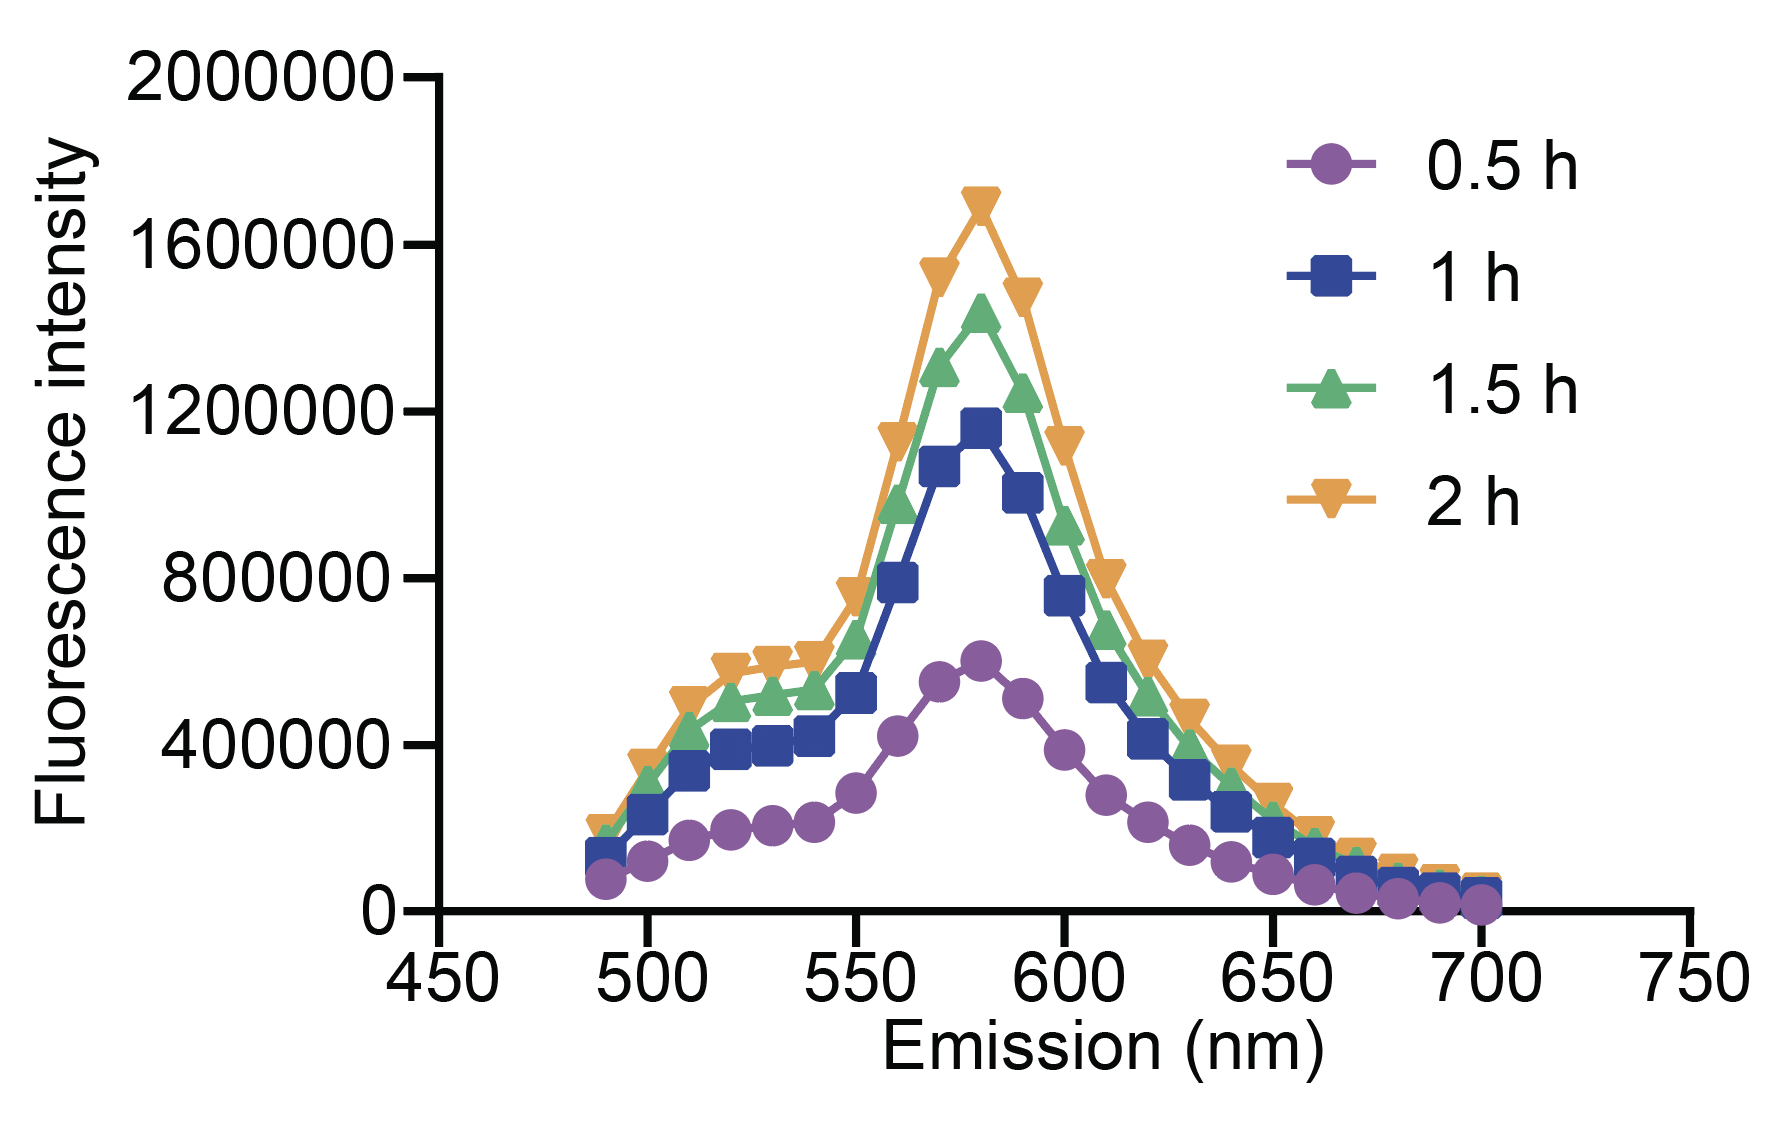 Fluorescence intensity
2000000
1600000
1200000
800000
400000
0
450 500 550 600 650 700 750
Emission (nm)
0.5 h
1 h
1.5 h
2 h